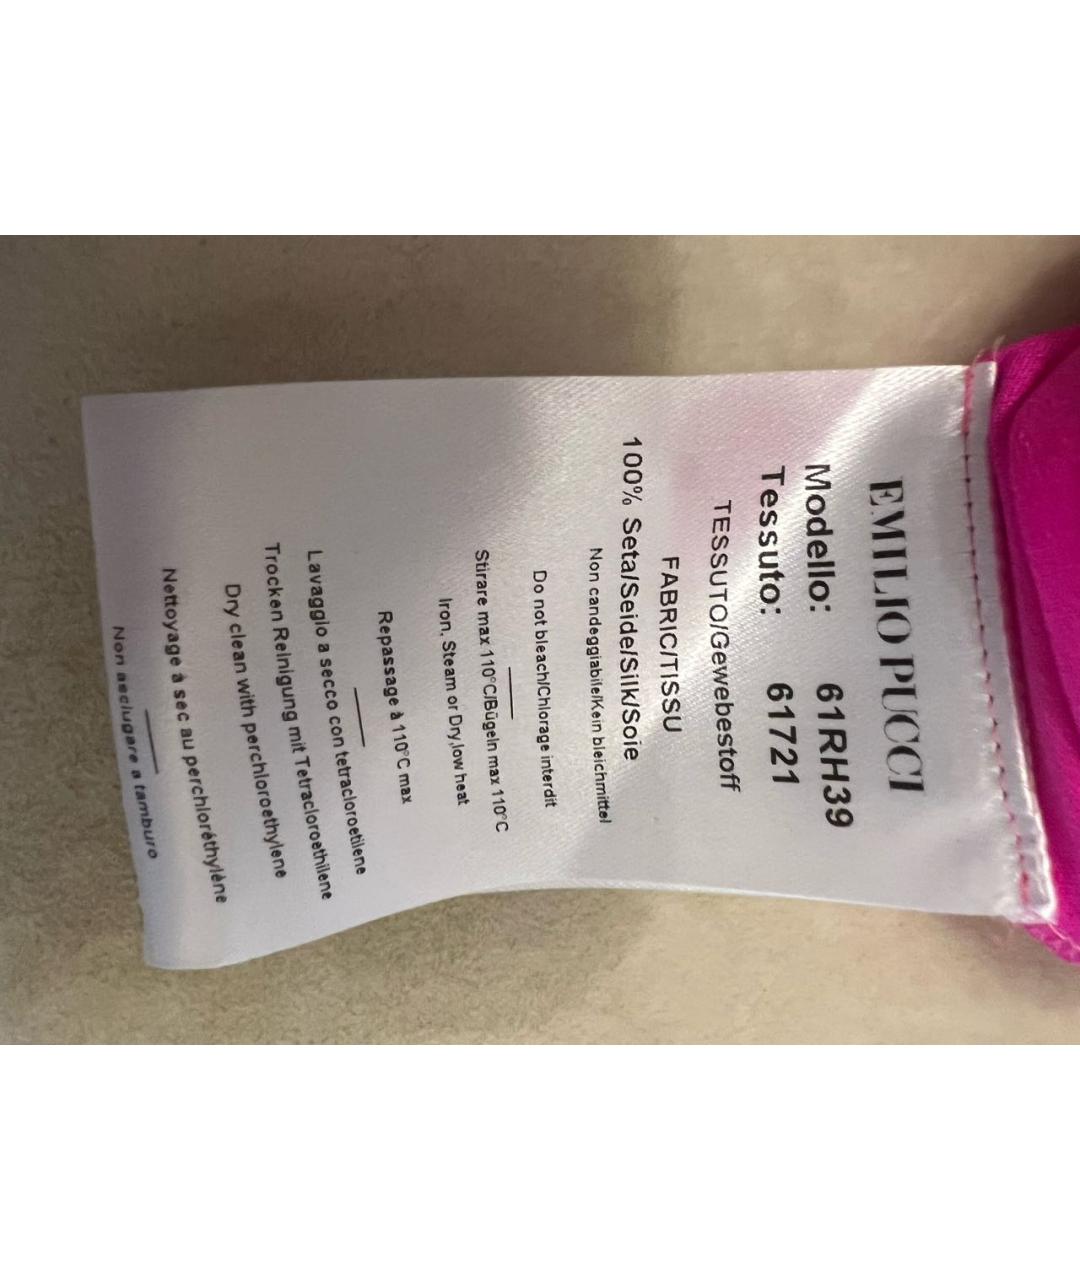 EMILIO PUCCI
Modello: 61RH39
Tessuto: 61721
TESSUTO/Gewebestoff
FABRIC/TISSU
100% Seta/Seide/Silk/Soie
Non candeggiabile/Kein bleichmittel
Do not bleach/Chlorage interdit
Stirare max 110°C/Bügeln max 110°C
Iron, Steam or Dry,low heat
Repassage à 110°C max
Lavaggio a secco con tetracloroetilene
Trocken Reinigung mit Tetracloroethilene
Dry clean with perchloroethylene
Nettoyage à sec au perchloréthylène
Non asciugare a tamburo